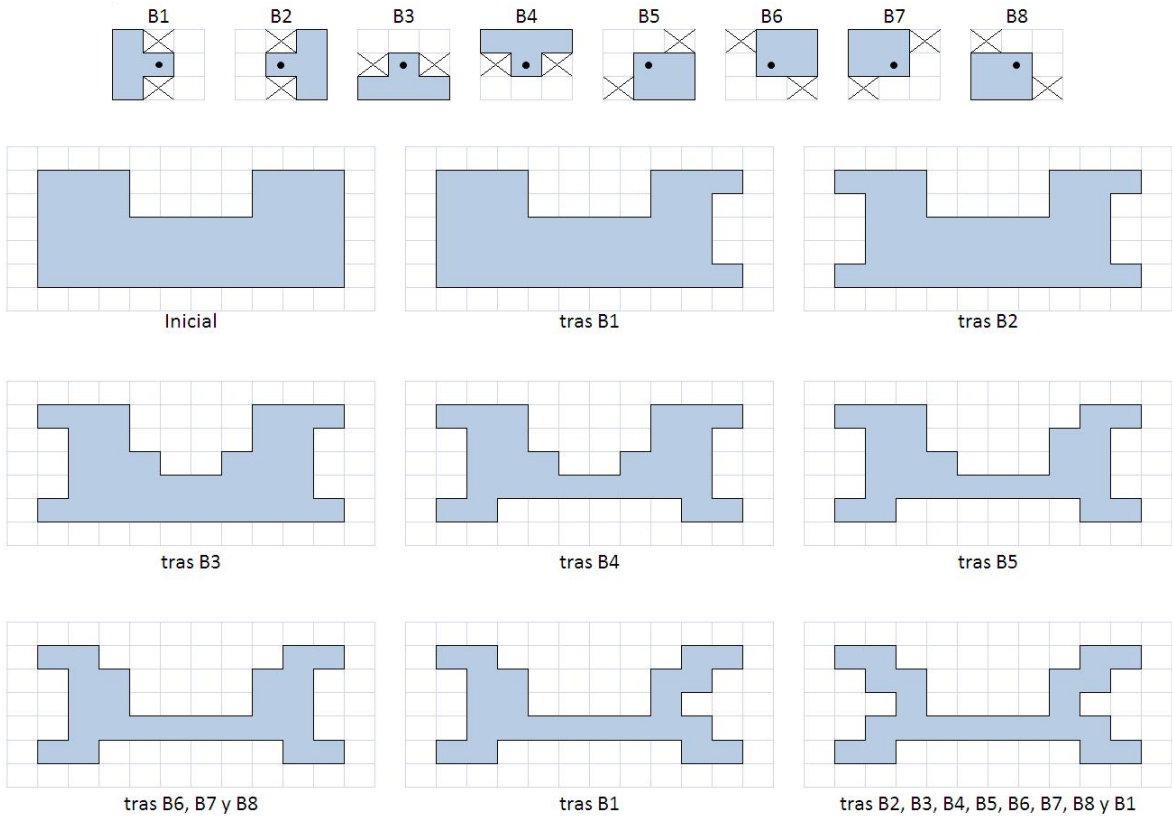 B1 B2 B3 B4 B5 B6 B7 B8
Inicial tras B1 tras B2
tras B3 tras B4 tras B5
tras B6, B7 y B8 tras B1 tras B2, B3, B4, B5, B6, B7, B8 y B1